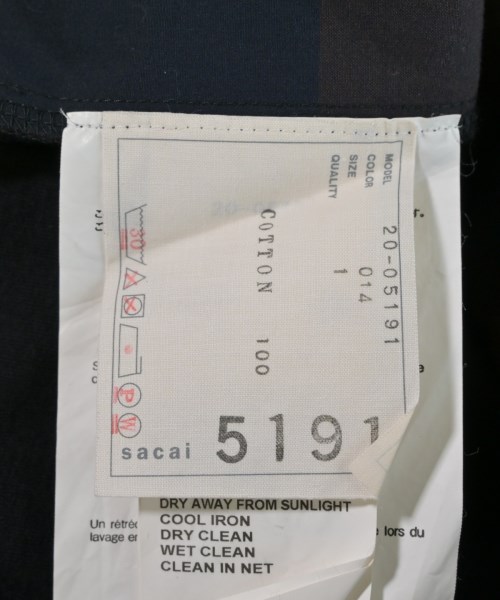 MODEL 20-05191
COLOR 014
SIZE 1
QUALITY
COTTON 100
30
P
W
sacai 5191
DRY AWAY FROM SUNLIGHT
COOL IRON
DRY CLEAN
WET CLEAN
CLEAN IN NET
Un rétréc
lavage en
lors du